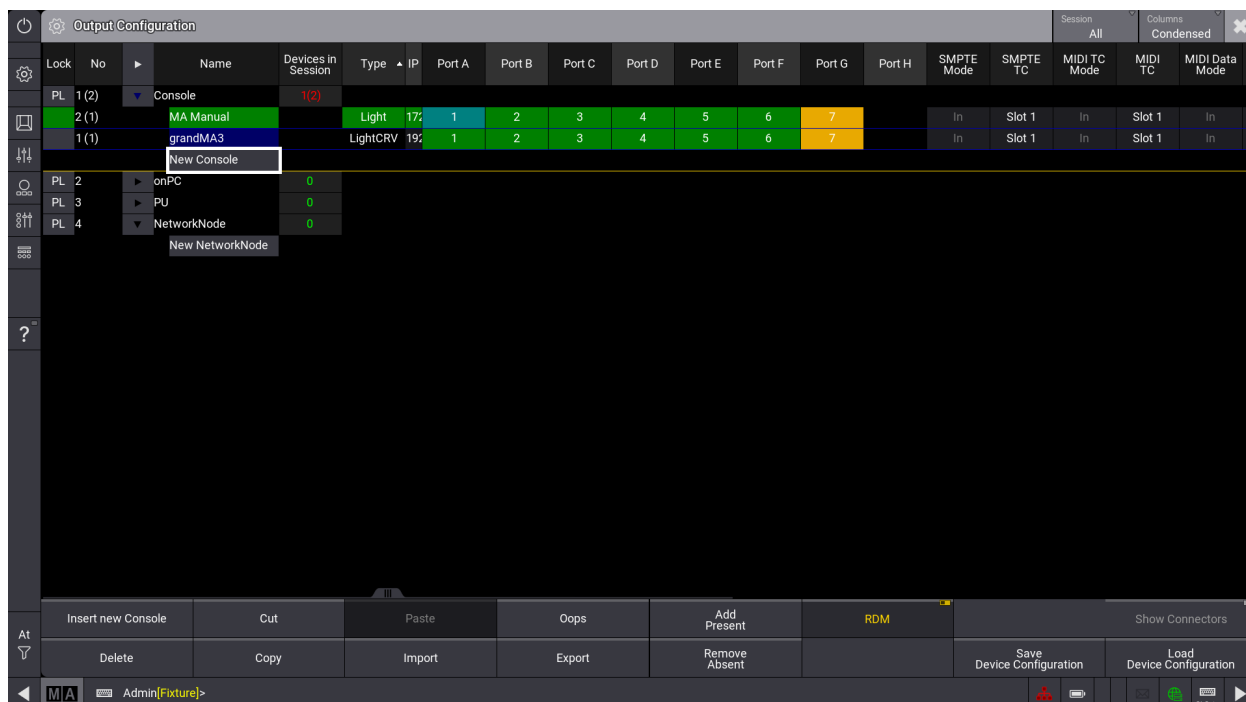 Output Configuration
Session
All
Columns
Condensed
Lock No Name Devices in Session Type IP Port A Port B Port C Port D Port E Port F Port G Port H SMPTE Mode SMPTE TC MIDI TC Mode MIDI TC MIDI Data Mode
PL 1 (2) Console 1(2)
2 (1) MA Manual Light 172 1 2 3 4 5 6 7 In Slot 1 In Slot 1 In
1 (1) grandMA3 LightCRV 192 1 2 3 4 5 6 7 In Slot 1 In Slot 1 In
New Console
PL 2 onPC 0
PL 3 PU 0
PL 4 NetworkNode 0
New NetworkNode
?
Insert new Console Cut Paste Oops Add Present RDM Show Connectors
At
Delete Copy Import Export Remove Absent Save Device Configuration Load Device Configuration
MA Admin[Fixture]>